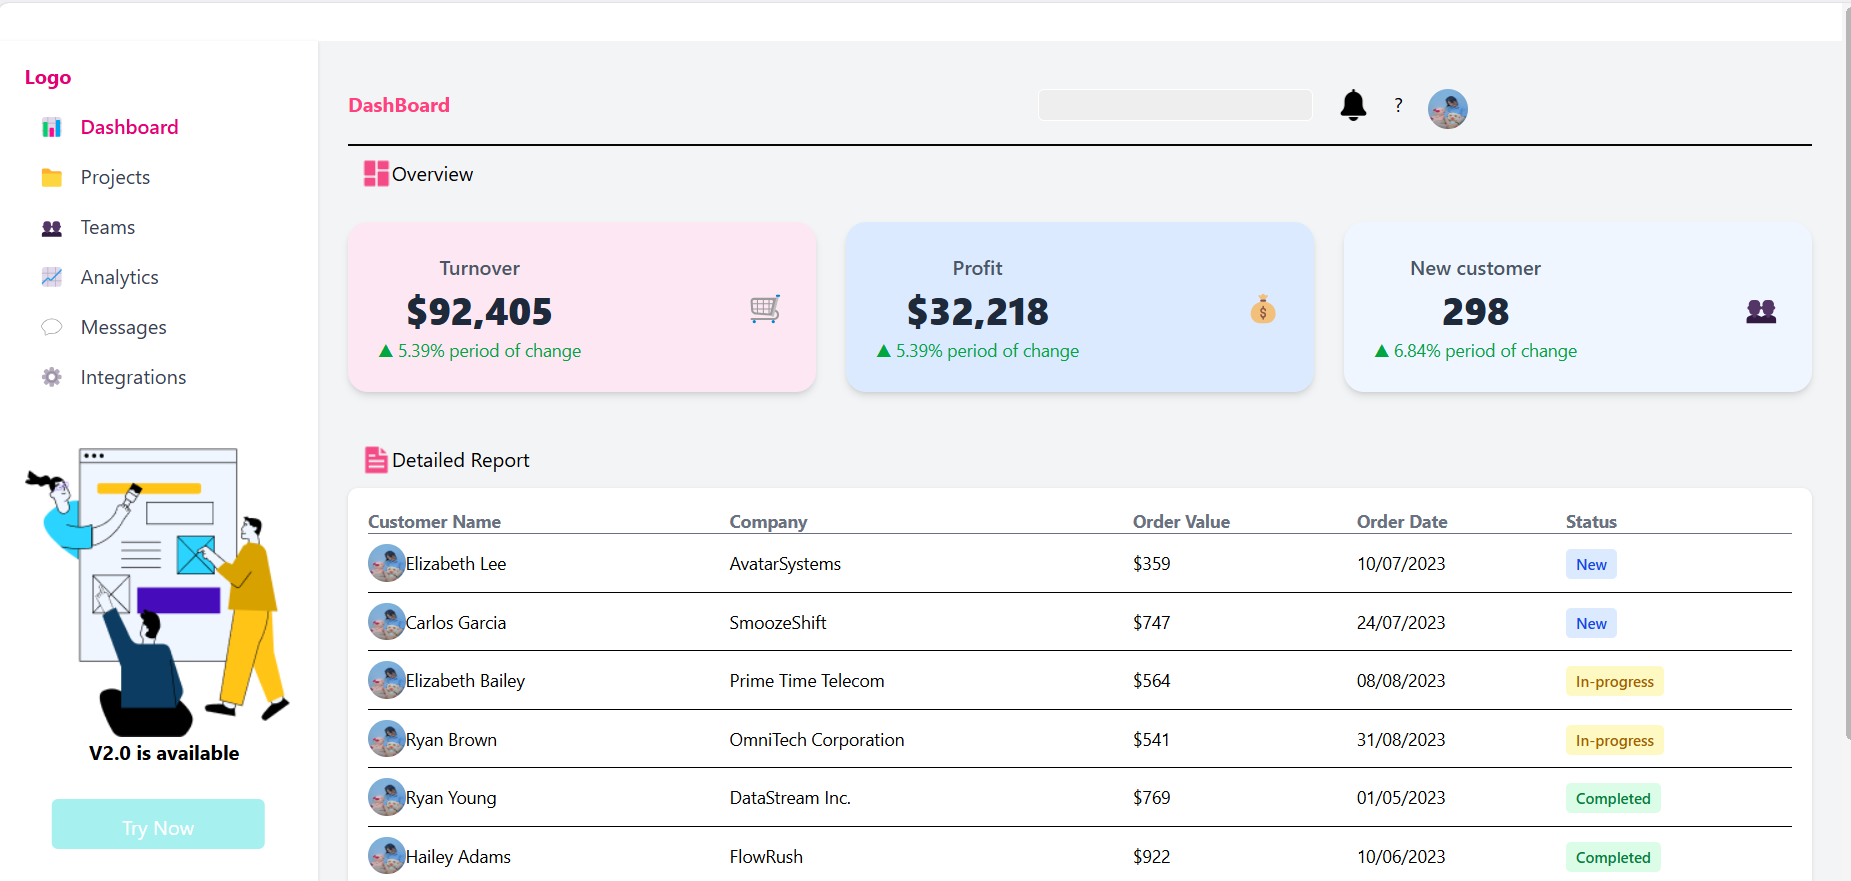 Logo
Dashboard
Projects
Teams
Analytics
Messages
Integrations
V2.0 is available
Try Now
DashBoard
?
Overview
Turnover
$92,405
▲ 5.39% period of change
Profit
$32,218
▲ 5.39% period of change
New customer
298
▲ 6.84% period of change
Detailed Report
Customer Name Company Order Value Order Date Status
Elizabeth Lee AvatarSystems $359 10/07/2023 New
Carlos Garcia SmoozeShift $747 24/07/2023 New
Elizabeth Bailey Prime Time Telecom $564 08/08/2023 In-progress
Ryan Brown OmniTech Corporation $541 31/08/2023 In-progress
Ryan Young DataStream Inc. $769 01/05/2023 Completed
Hailey Adams FlowRush $922 10/06/2023 Completed